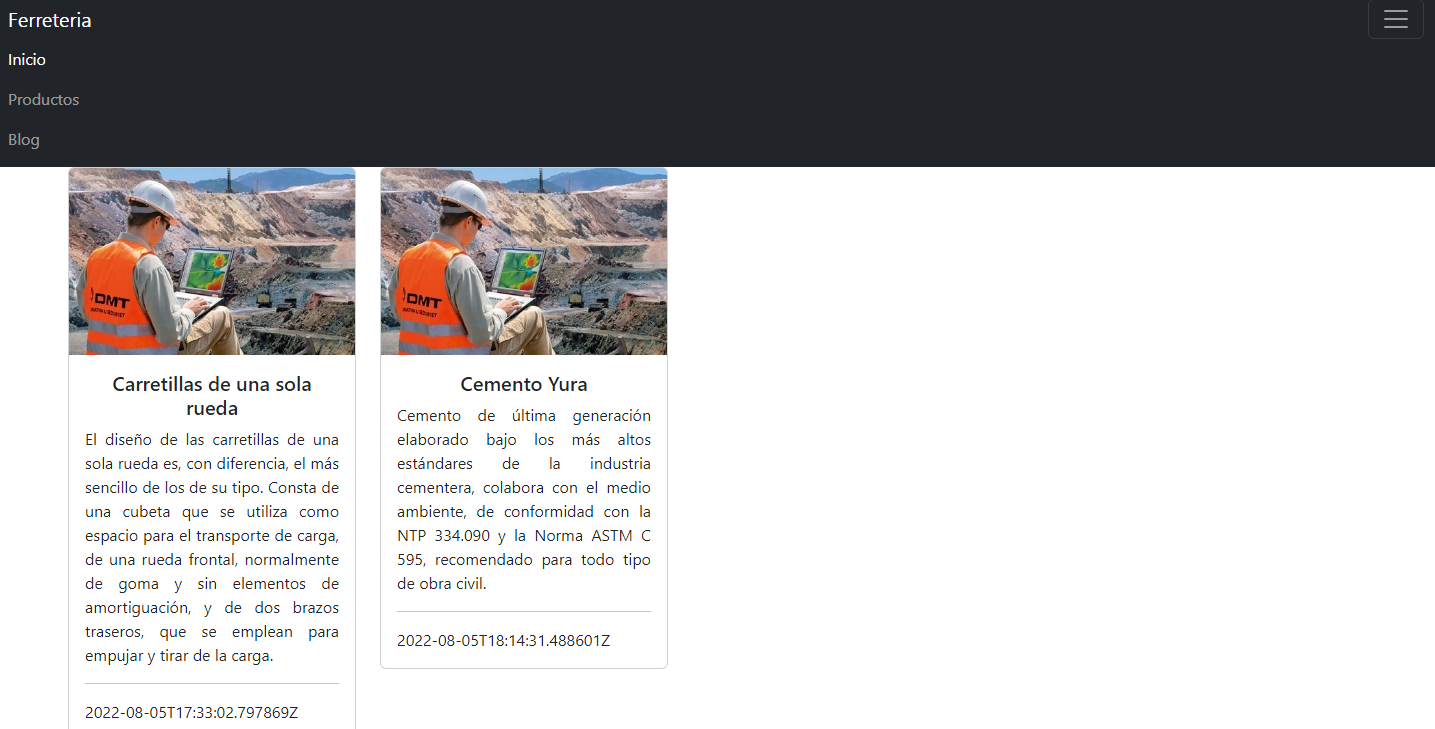 Ferreteria
Inicio
Productos
Blog
DMT
DMT
Carretillas de una sola
rueda
El diseño de las carretillas de una
sola rueda es, con diferencia, el más
sencillo de los de su tipo. Consta de
una cubeta que se utiliza como
espacio para el transporte de carga,
de una rueda frontal, normalmente
de goma y sin elementos de
amortiguación, y de dos brazos
traseros, que se emplean para
empujar y tirar de la carga.
2022-08-05T17:33:02.797869Z
Cemento Yura
Cemento de última generación
elaborado bajo los más altos
estándares de la industria
cementera, colabora con el medio
ambiente, de conformidad con la
NTP 334.090 y la Norma ASTM C
595, recomendado para todo tipo
de obra civil.
2022-08-05T18:14:31.488601Z